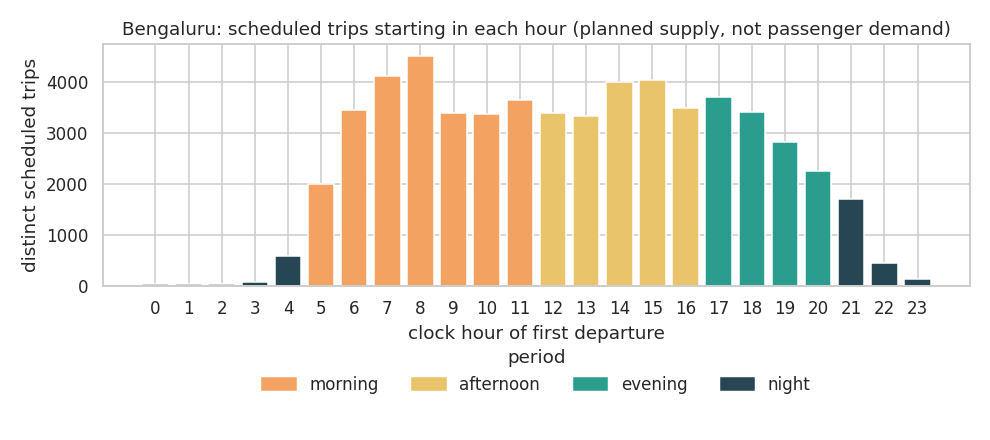 Bengaluru: scheduled trips starting in each hour (planned supply, not passenger demand)
distinct scheduled trips
4000
3000
2000
1000
0
0 1 2 3 4 5 6 7 8 9 10 11 12 13 14 15 16 17 18 19 20 21 22 23
clock hour of first departure
period
morning afternoon evening night